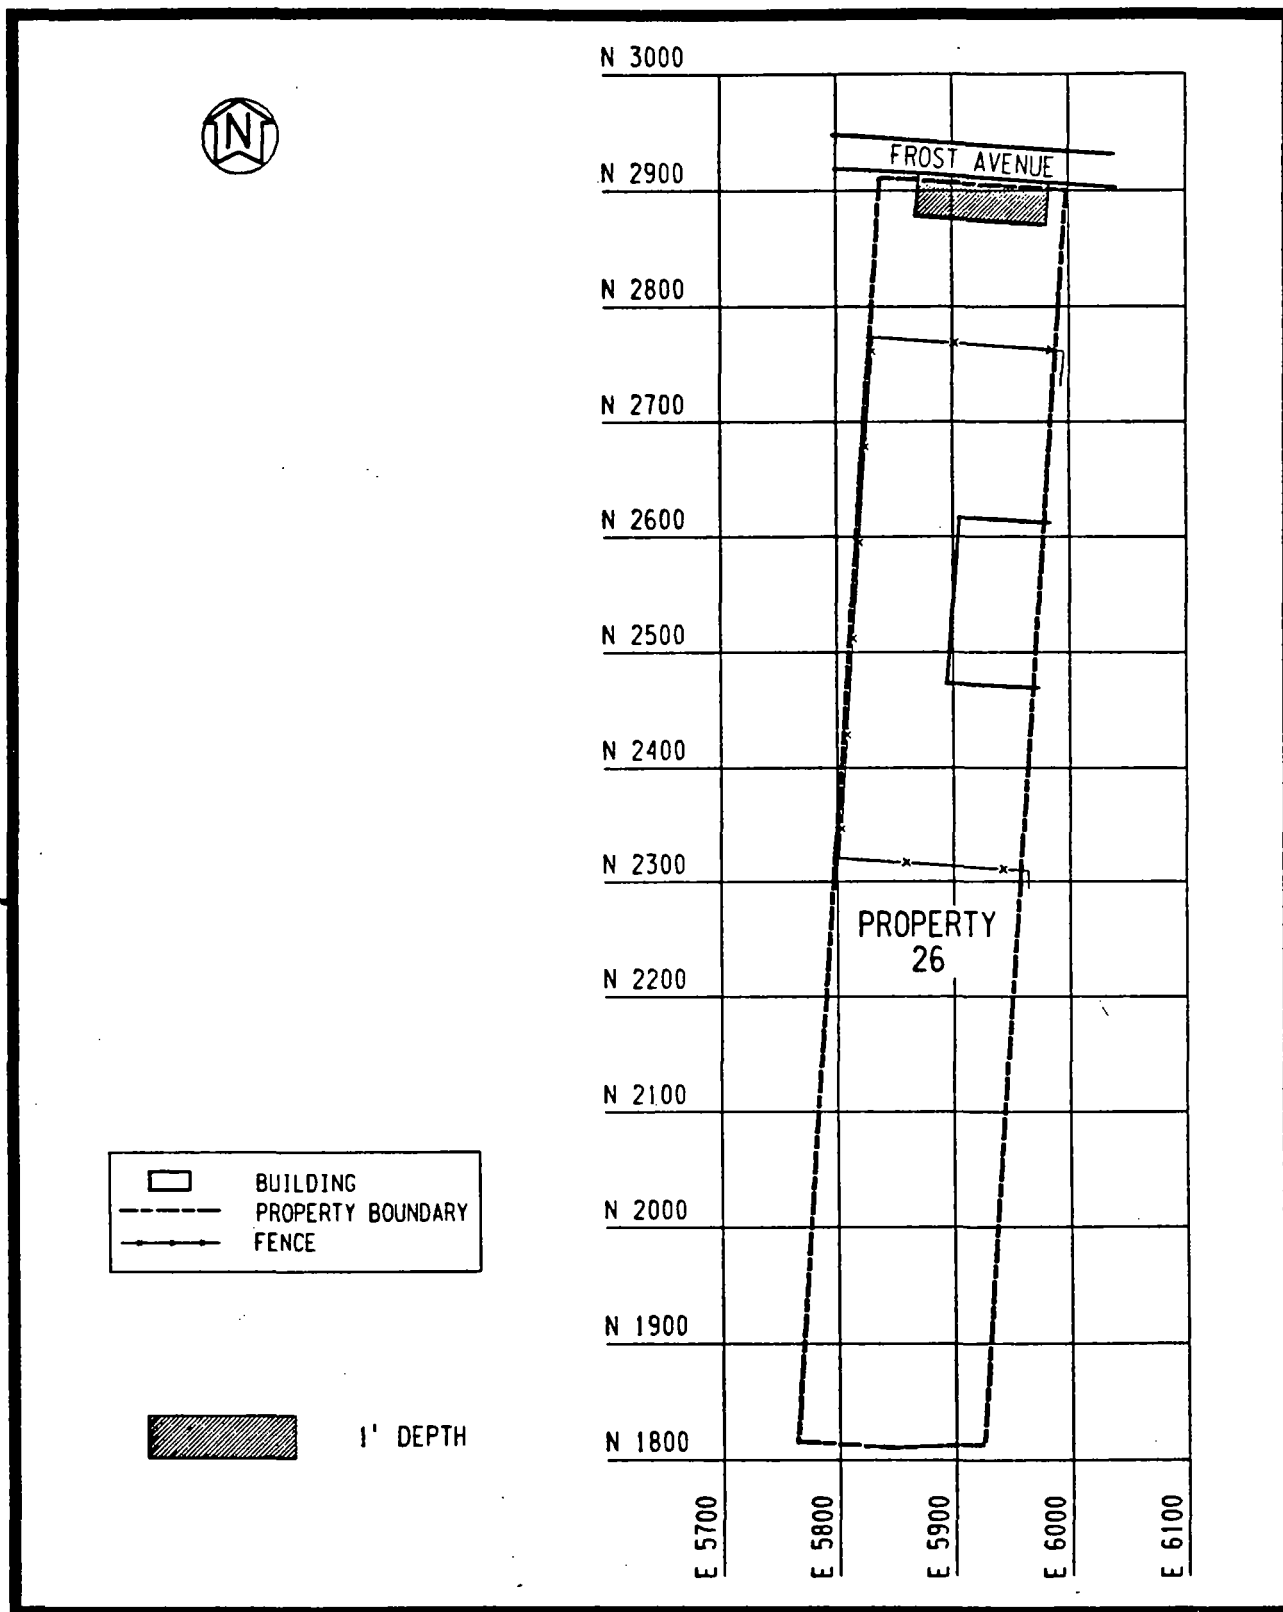 N 3000
N
FROST AVENUE
N 2900
N 2800
N 2700
N 2600
N 2500
N 2400
N 2300
PROPERTY
26
N 2200
N 2100
BUILDING
PROPERTY BOUNDARY
N 2000
FENCE
N 1900
1' DEPTH
N 1800
E 5700
E 5800
E 5900
E 6000
E 6100